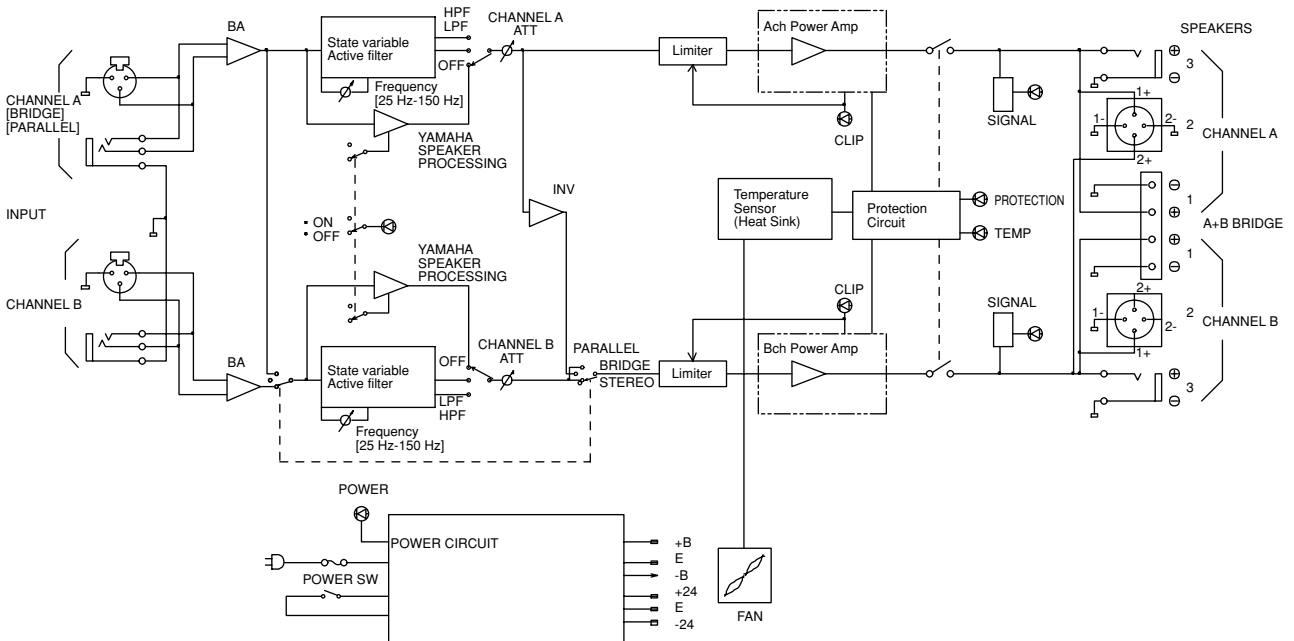 HPF
LPF
CHANNEL A
ATT
BA
State variable
Active filter
OFF
Frequency
[25 Hz-150 Hz]
CHANNEL A
[BRIDGE]
[PARALLEL]
YAMAHA
SPEAKER
PROCESSING
Limiter
Ach Power Amp
CLIP
SIGNAL
SPEAKERS
+
3
-
1+
1-
2-
2
2+
CHANNEL A
INPUT
INV
Temperature
Sensor
(Heat Sink)
Protection
Circuit
PROTECTION
TEMP
-
1
+
A+B BRIDGE
+
1
-
ON
OFF
YAMAHA
SPEAKER
PROCESSING
CHANNEL B
BA
State variable
Active filter
OFF
LPF
HPF
CHANNEL B
ATT
Frequency
[25 Hz-150 Hz]
PARALLEL
BRIDGE
STEREO
Limiter
CLIP
Bch Power Amp
SIGNAL
2+
1-
2-
2
1+
CHANNEL B
+
3
-
POWER
POWER CIRCUIT
POWER SW
+B
E
-B
+24
E
-24
FAN